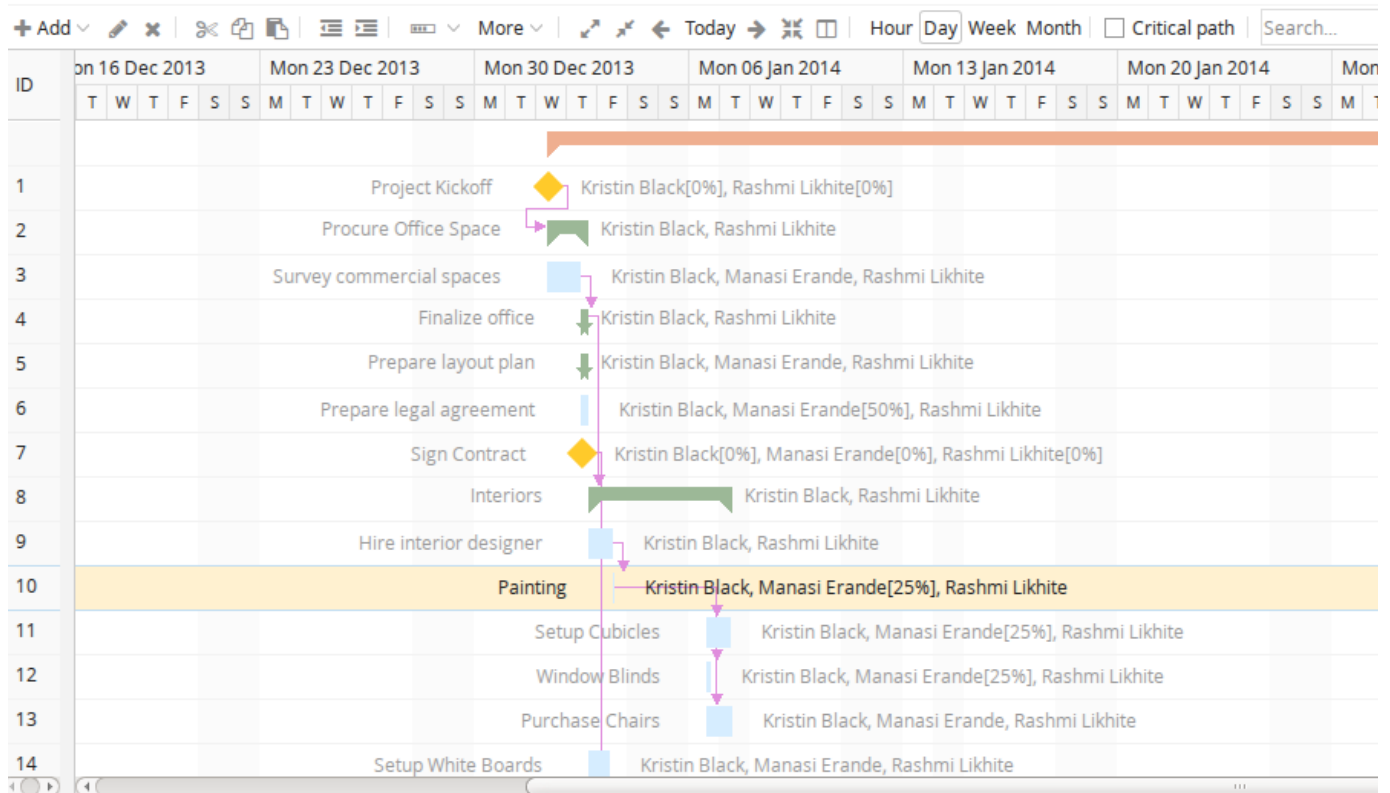 Add More Today Hour Day Week Month Critical path Search...
ID on 16 Dec 2013 Mon 23 Dec 2013 Mon 30 Dec 2013 Mon 06 Jan 2014 Mon 13 Jan 2014 Mon 20 Jan 2014 Mon
T W T F S S M T W T F S S M T W T F S S M T W T F S S M T W T F S S M T W T F S S M T
1 Project Kickoff Kristin Black[0%], Rashmi Likhite[0%]
2 Procure Office Space Kristin Black, Rashmi Likhite
3 Survey commercial spaces Kristin Black, Manasi Erande, Rashmi Likhite
4 Finalize office Kristin Black, Rashmi Likhite
5 Prepare layout plan Kristin Black, Manasi Erande, Rashmi Likhite
6 Prepare legal agreement Kristin Black, Manasi Erande[50%], Rashmi Likhite
7 Sign Contract Kristin Black[0%], Manasi Erande[0%], Rashmi Likhite[0%]
8 Interiors Kristin Black, Rashmi Likhite
9 Hire interior designer Kristin Black, Rashmi Likhite
10 Painting Kristin Black, Manasi Erande[25%], Rashmi Likhite
11 Setup Cubicles Kristin Black, Manasi Erande[25%], Rashmi Likhite
12 Window Blinds Kristin Black, Manasi Erande[25%], Rashmi Likhite
13 Purchase Chairs Kristin Black, Manasi Erande, Rashmi Likhite
14 Setup White Boards Kristin Black, Manasi Erande, Rashmi Likhite